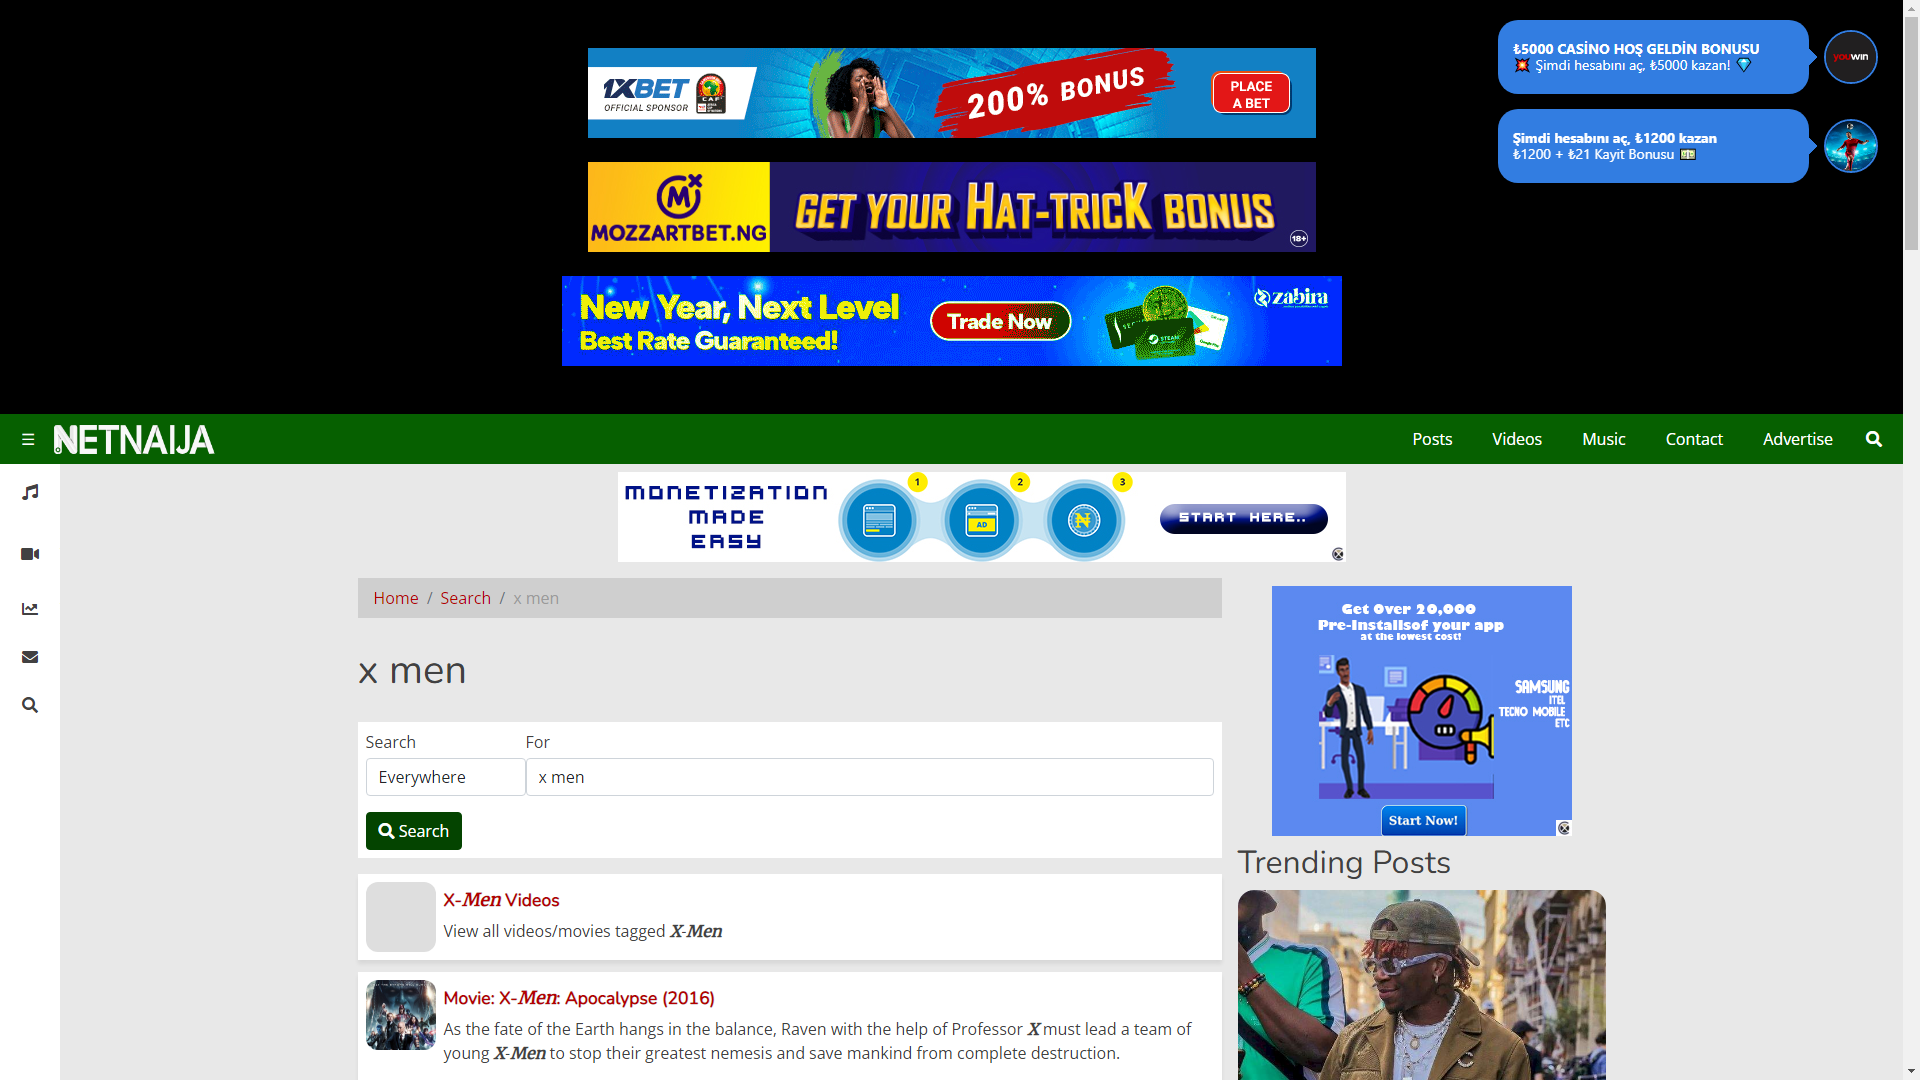 1XBET
OFFICIAL SPONSOR
CAF
200% BONUS
PLACE
A BET
₺5000 CASİNO HOŞ GELDİN BONUSU
💥 Şimdi hesabını aç, ₺5000 kazan! 💎
youwin
Şimdi hesabını aç, ₺1200 kazan
₺1200 + ₺21 Kayit Bonusu 💵
MOZZARTBET.NG
GET YOUR HAT-TRICK BONUS
18+
New Year, Next Level
Best Rate Guaranteed!
Trade Now
STEAM
zabira
☰ NETNAIJA
Posts
Videos
Music
Contact
Advertise
MONETIZATION
MADE
EASY
1
2
3
AD
START HERE..
Home / Search / x men
x men
Search
For
Everywhere
x men
Search
X-Men Videos
View all videos/movies tagged X-Men
Movie: X-Men: Apocalypse (2016)
As the fate of the Earth hangs in the balance, Raven with the help of Professor X must lead a team of
young X-Men to stop their greatest nemesis and save mankind from complete destruction.
Get Over 20,000
Pre-Installsof your app
at the lowest cost!
SAMSUNG
ITEL
TECNO MOBILE
ETC
Start Now!
Trending Posts